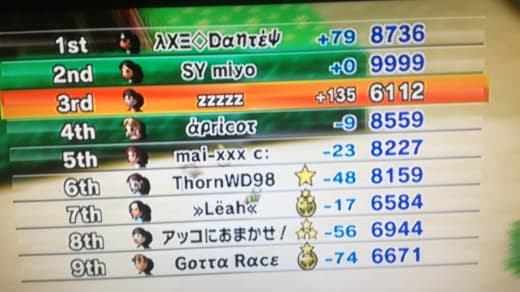 1st λXΞ◇Dαητέψ +79 8736
2nd SY miyo +0 9999
3rd zzzzz +135 6112
4th άpricοτ -9 8559
5th mai-xxx c: -23 8227
6th ThornWD98 -48 8159
7th »Lëah« -17 6584
8th アッコにおまかせ! -56 6944
9th Gοττα Rαcε -74 6671